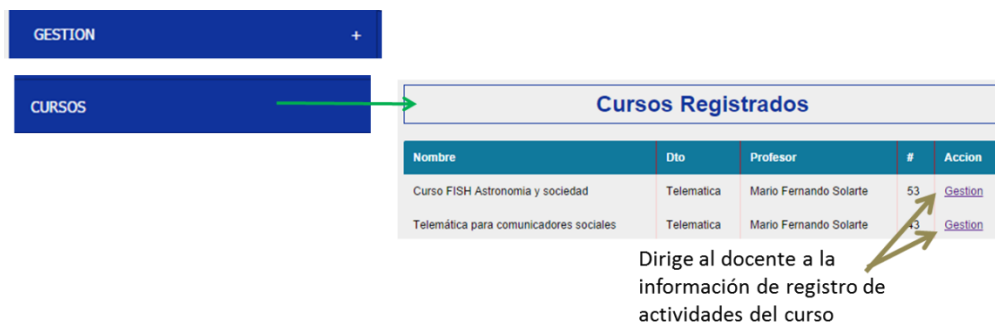 GESTION +
CURSOS
Cursos Registrados
Nombre Dto Profesor # Accion
Curso FISH Astronomia y sociedad Telematica Mario Fernando Solarte 53 Gestion
Telemática para comunicadores sociales Telematica Mario Fernando Solarte 43 Gestion
Dirige al docente a la
información de registro de
actividades del curso